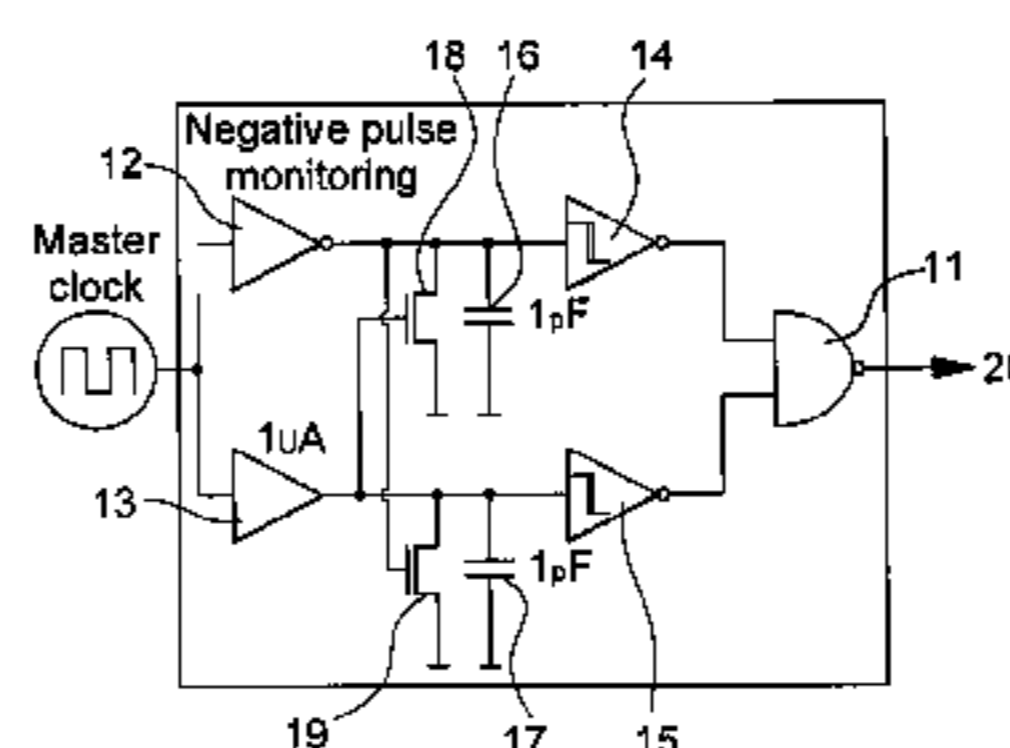 18 16 14
Negative pulse
monitoring
12
Master
clock
11
1pF
1UA
13
1pF
19 17 15